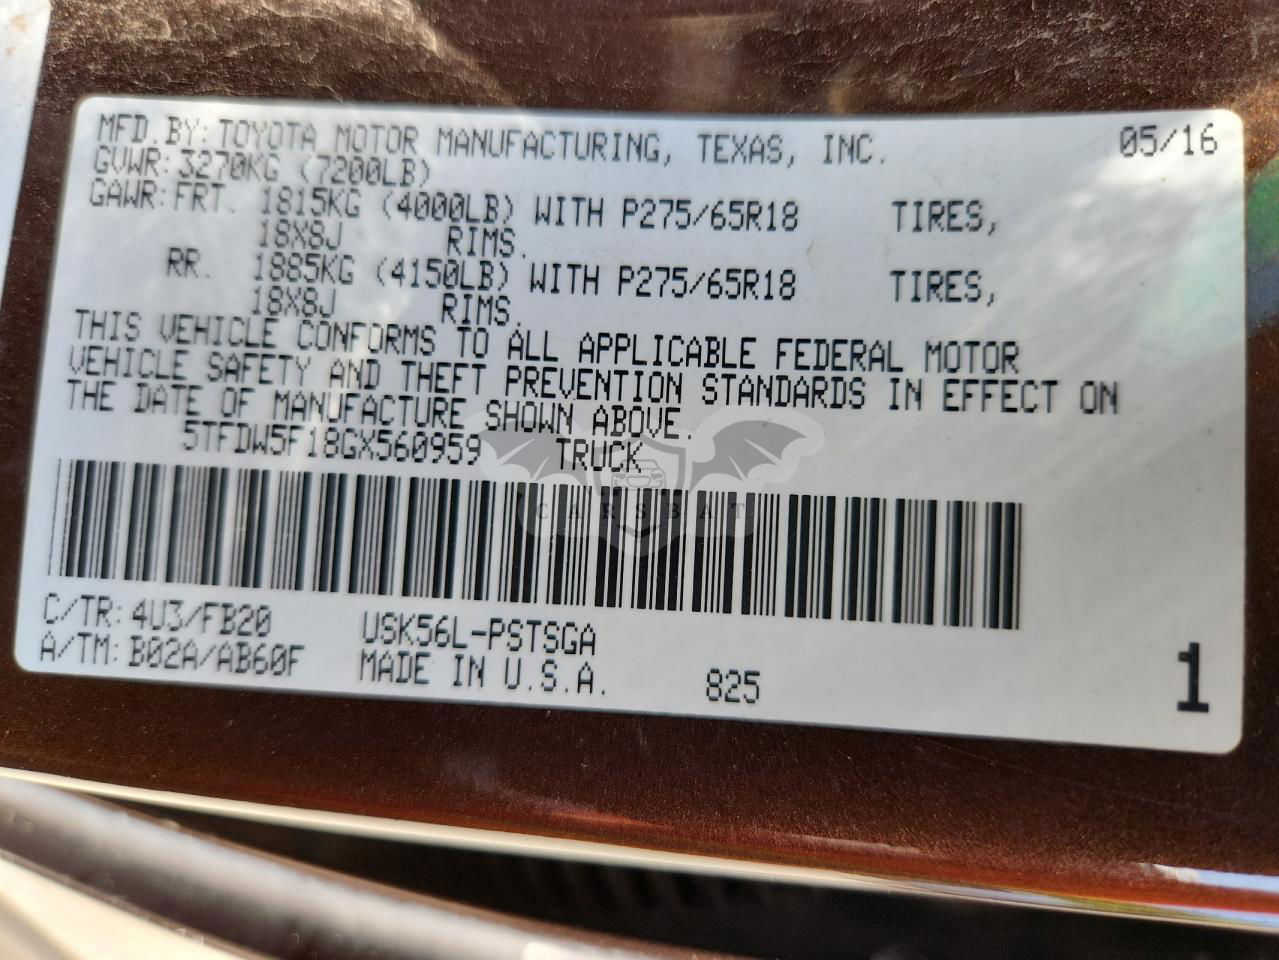 MFD. BY: TOYOTA MOTOR MANUFACTURING, TEXAS, INC. 05/16
GVWR: 3270KG (7200LB)
GAWR: FRT. 1815KG (4000LB) WITH P275/65R18 TIRES,
18X8J RIMS.
RR. 1885KG (4150LB) WITH P275/65R18 TIRES,
18X8J RIMS.
THIS VEHICLE CONFORMS TO ALL APPLICABLE FEDERAL MOTOR
VEHICLE SAFETY AND THEFT PREVENTION STANDARDS IN EFFECT ON
THE DATE OF MANUFACTURE SHOWN ABOVE.
5TFDW5F18GX560959 TRUCK
CARSBAT
C/TR: 4U3/FB20 USK56L-PSTSGA
A/TM: B02A/AB60F MADE IN U.S.A. 825
1